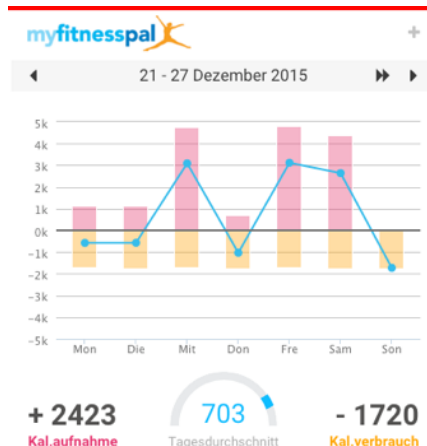 myfitnesspal
+
21 - 27 Dezember 2015
5k
4k
3k
2k
1k
0k
-1k
-2k
-3k
-4k
-5k
Mon Die Mit Don Fre Sam Son
+ 2423 703 - 1720
Kal.aufnahme Tagesdurchschnitt Kal.verbrauch